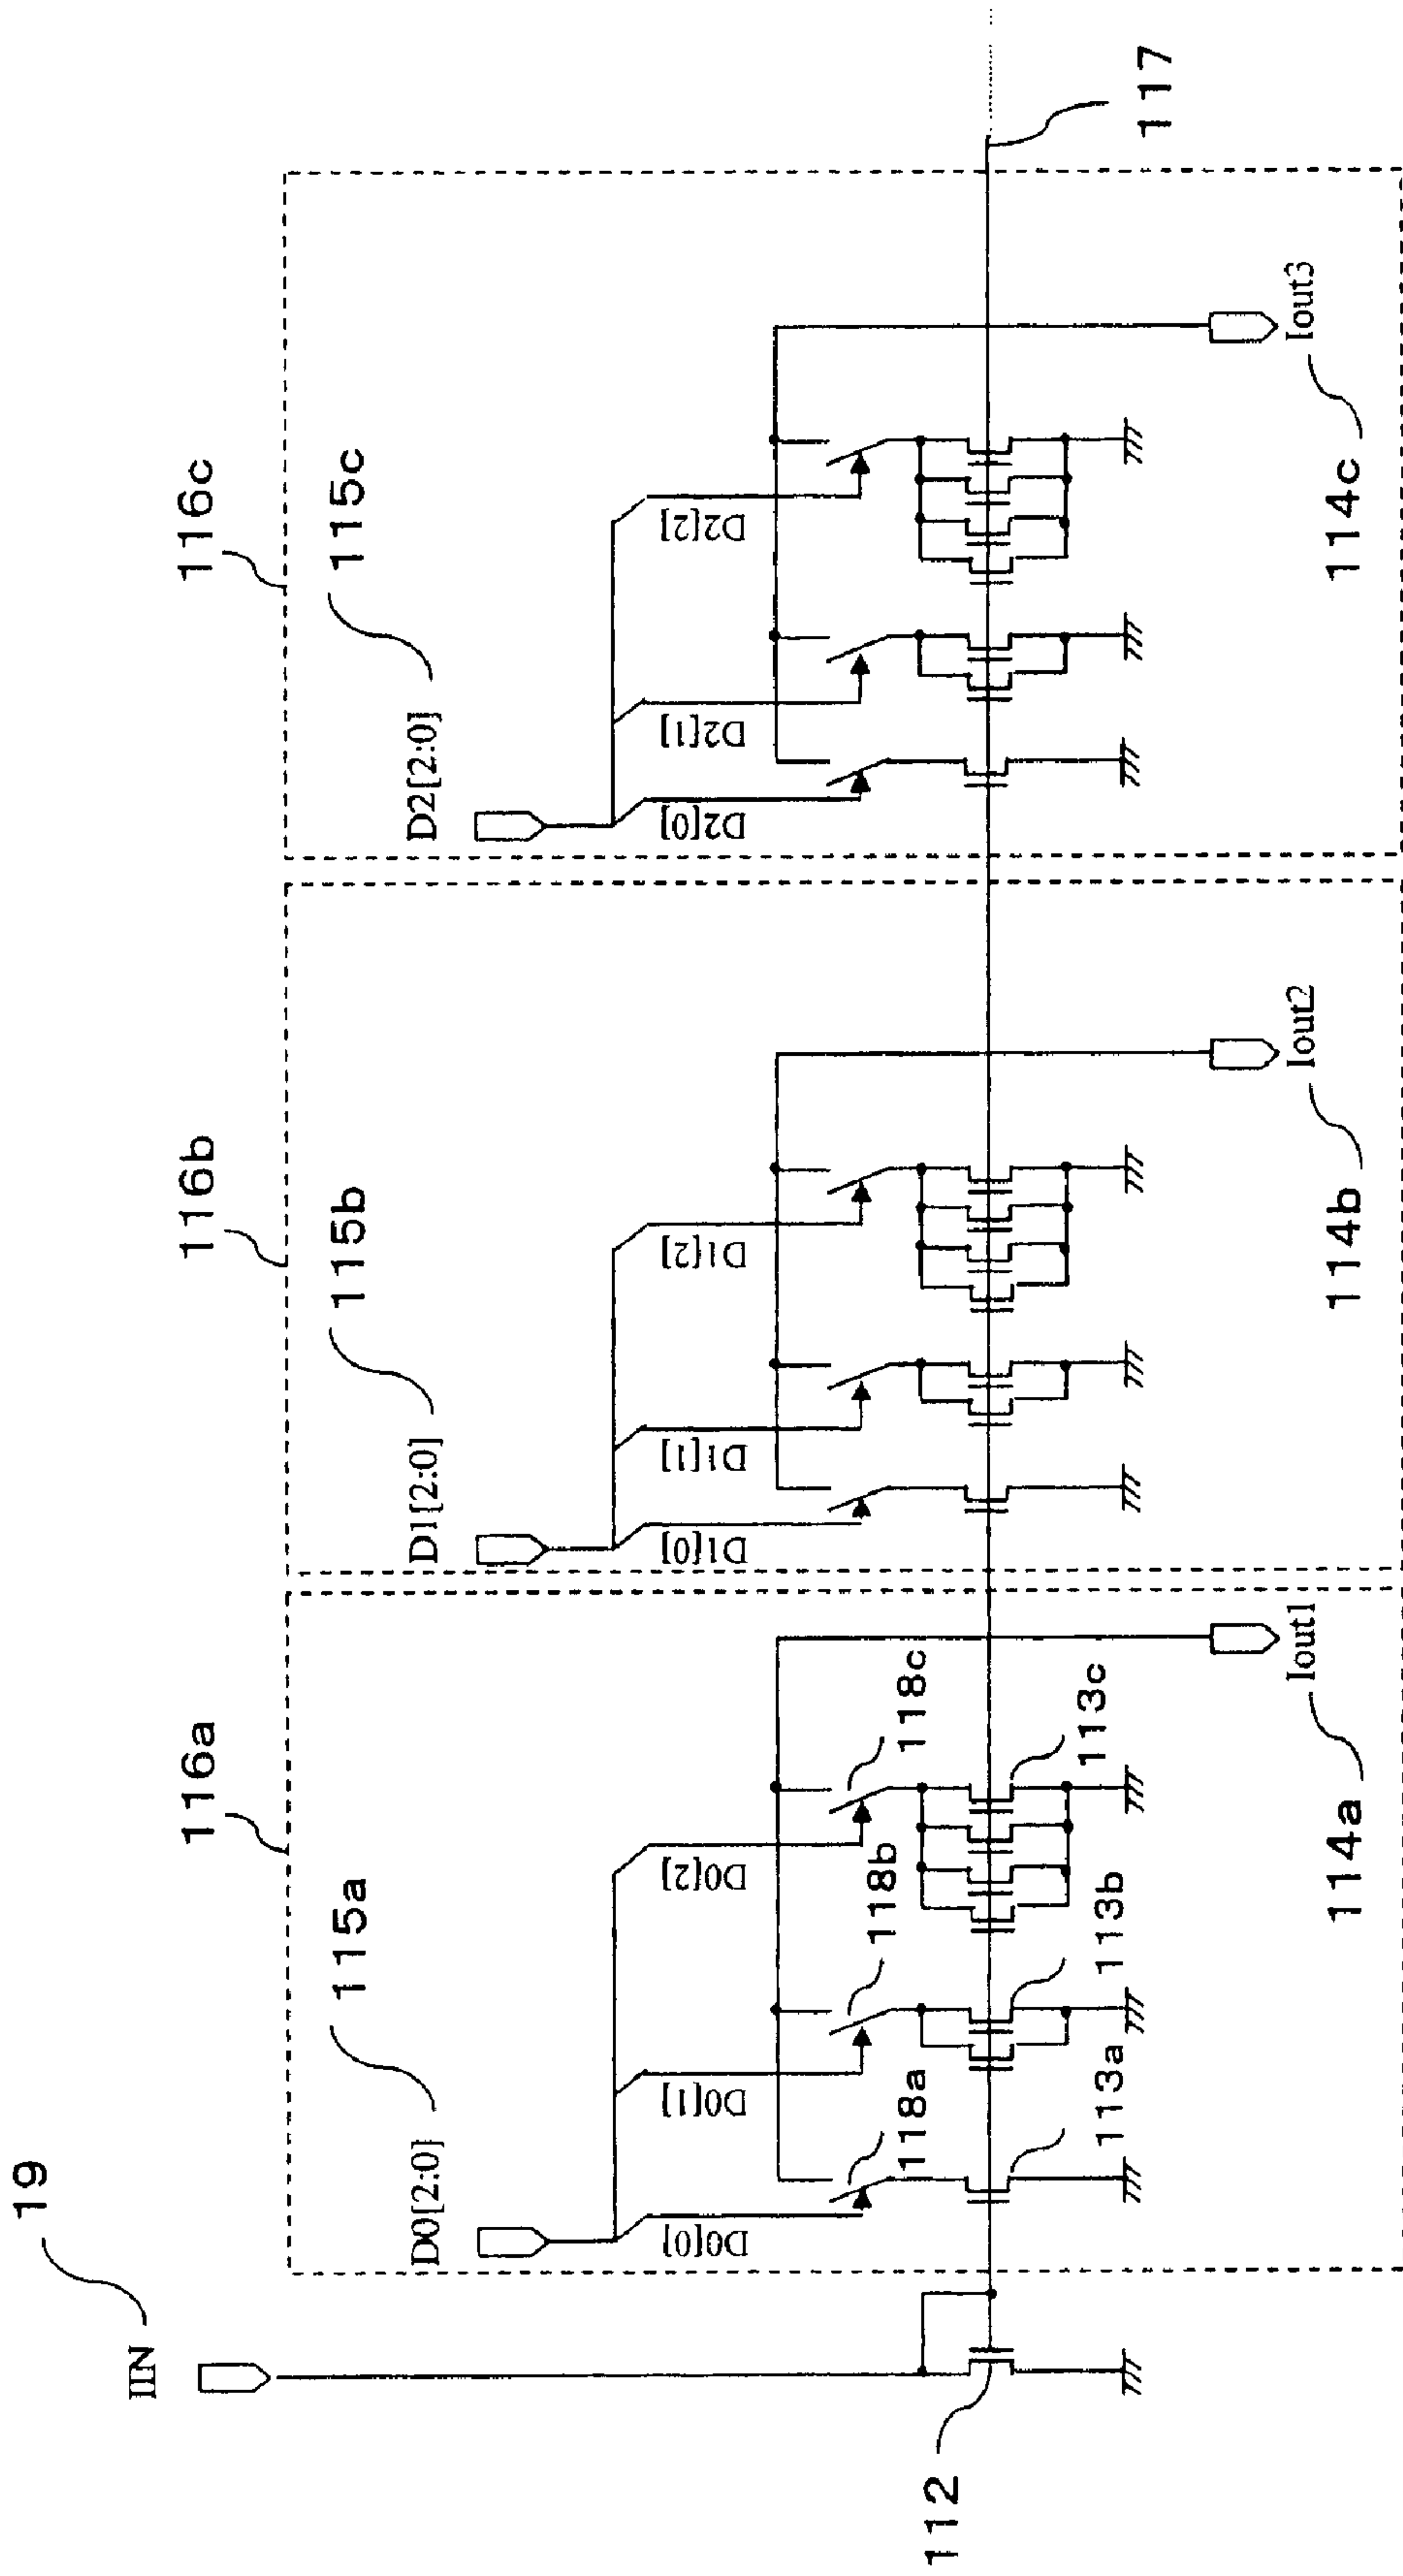 19
IIN
112
116a
115a
D0[2:0]
D0[0]
D0[1]
D0[2]
118a
118b
118c
113a
113b
113c
Iout1
114a
116b
115b
D1[2:0]
D1[0]
D1[1]
D1[2]
Iout2
114b
116c
115c
D2[2:0]
D2[0]
D2[1]
D2[2]
Iout3
114c
117